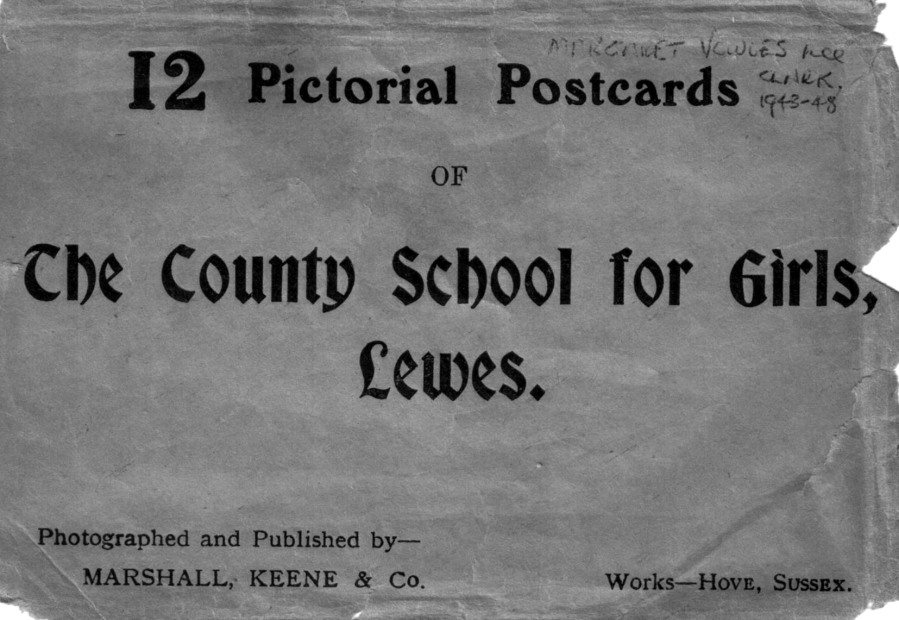 MARGARET VOWLES née
CLARK,
1943-48
12 Pictorial Postcards
OF
The County School for Girls,
Lewes.
Photographed and Published by—
MARSHALL, KEENE & Co.
Works—HOVE, SUSSEX.